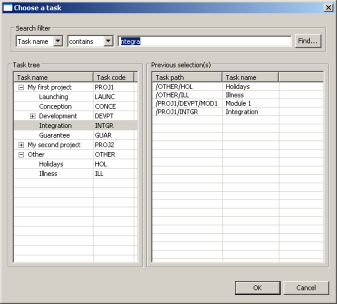 Choose a task
Search filter
Task name contains ntegra Find...
Task tree
Task name Task code
My first project PROJ1
Launching LAUNC
Conception CONCE
Development DEVPT
Integration INTGR
Guarantee GUAR
My second project PROJ2
Other OTHER
Holidays HOL
Illness ILL
Previous selection(s)
Task path Task name
/OTHER/HOL Holidays
/OTHER/ILL Illness
/PROJ1/DEVPT/MOD1 Module 1
/PROJ1/INTGR Integration
OK Cancel